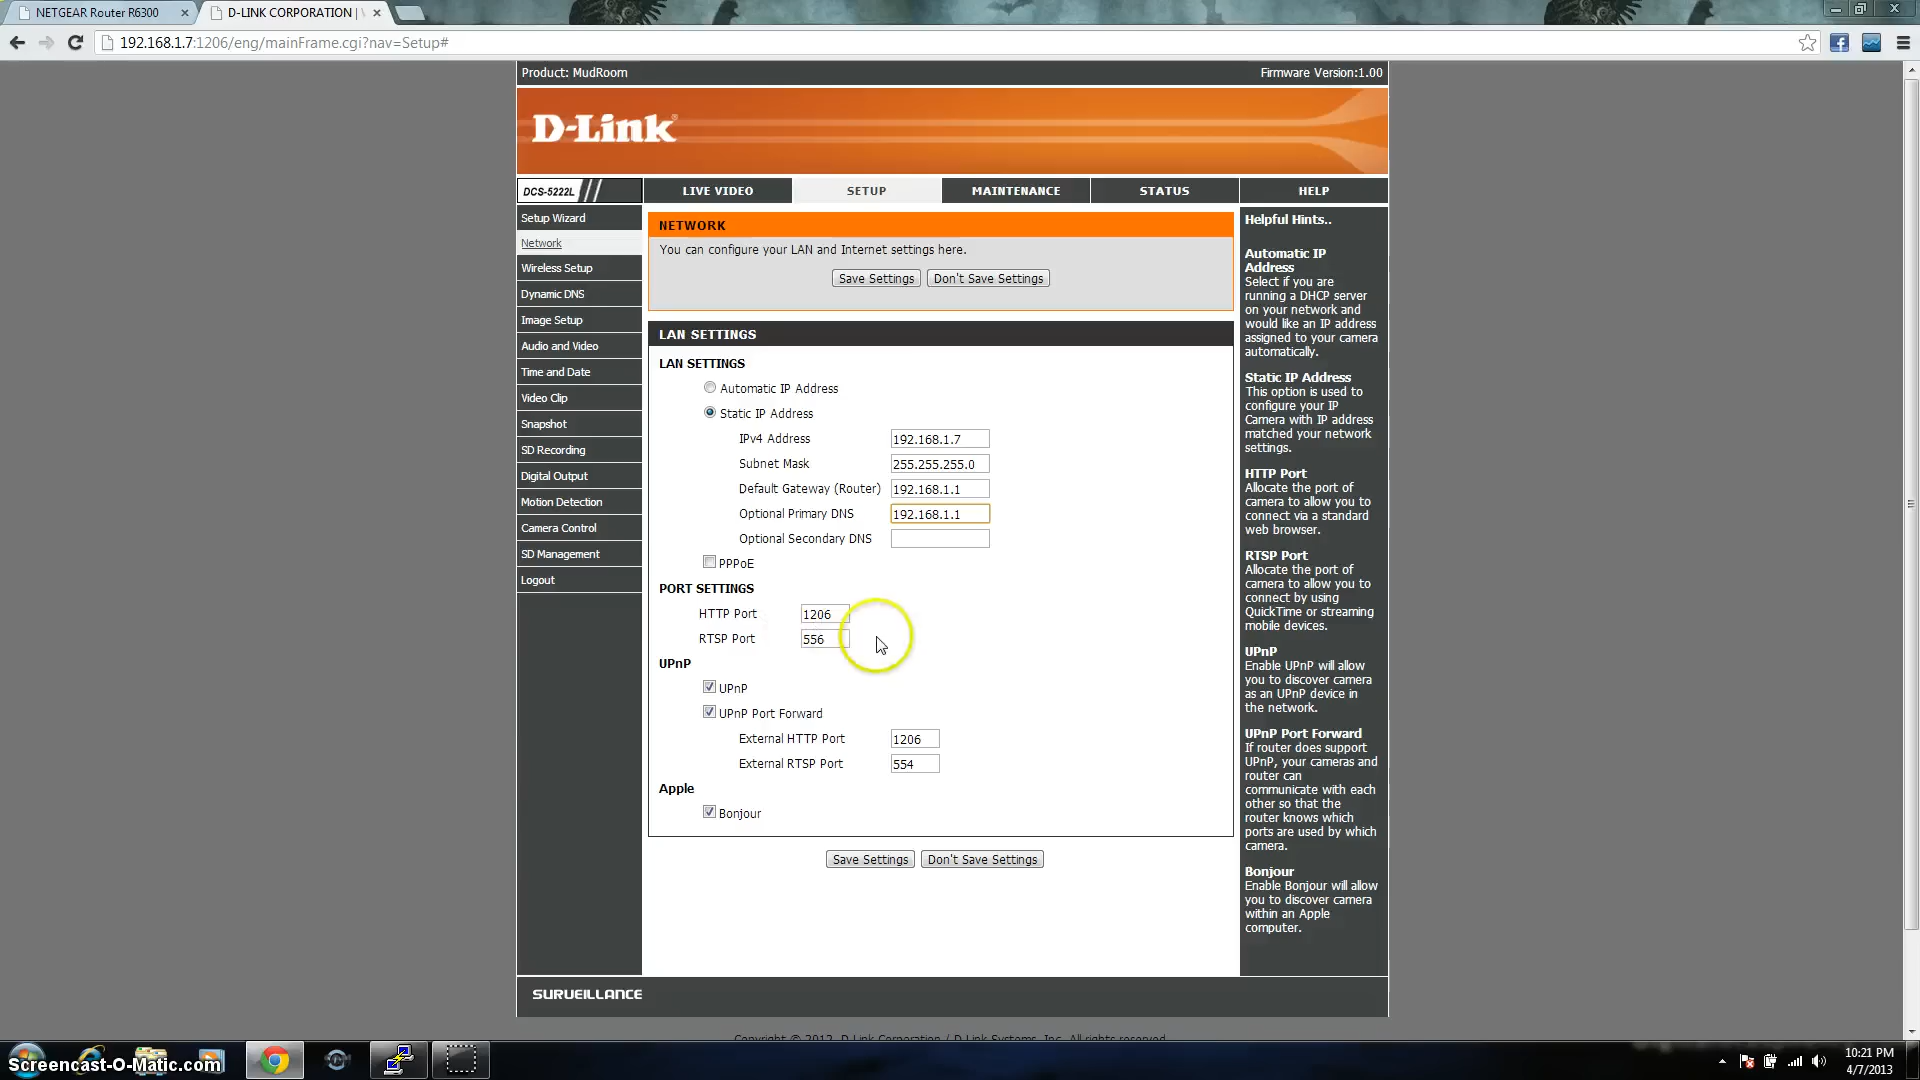 NETGEAR Router R6300
D-LINK CORPORATION |
192.168.1.7:1206/eng/mainFrame.cgi?nav=Setup#
Product: MudRoom
Firmware Version:1.00
D-Link
DCS-5222L
LIVE VIDEO
SETUP
MAINTENANCE
STATUS
HELP
Setup Wizard
Network
Wireless Setup
Dynamic DNS
Image Setup
Audio and Video
Time and Date
Video Clip
Snapshot
SD Recording
Digital Output
Motion Detection
Camera Control
SD Management
Logout
NETWORK
You can configure your LAN and Internet settings here.
Save Settings
Don't Save Settings
LAN SETTINGS
LAN SETTINGS
Automatic IP Address
Static IP Address
IPv4 Address 192.168.1.7
Subnet Mask 255.255.255.0
Default Gateway (Router) 192.168.1.1
Optional Primary DNS 192.168.1.1
Optional Secondary DNS
PPPoE
PORT SETTINGS
HTTP Port 1206
RTSP Port 556
UPnP
UPnP
UPnP Port Forward
External HTTP Port 1206
External RTSP Port 554
Apple
Bonjour
Save Settings
Don't Save Settings
Helpful Hints..
Automatic IP
Address
Select if you are
running a DHCP server
on your network and
would like an IP address
assigned to your camera
automatically.
Static IP Address
This option is used to
configure your IP
Camera with IP address
matched your network
settings.
HTTP Port
Allocate the port of
camera to allow you to
connect via a standard
web browser.
RTSP Port
Allocate the port of
camera to allow you to
connect by using
QuickTime or streaming
mobile devices.
UPnP
Enable UPnP will allow
you to discover camera
as an UPnP device in
the network.
UPnP Port Forward
If router does support
UPnP, your cameras and
router can
communicate with each
other so that the
router knows which
ports are used by which
camera.
Bonjour
Enable Bonjour will allow
you to discover camera
within an Apple
computer.
SURVEILLANCE
Copyright © 2012, D-Link Corporation / D-Link Systems, Inc. All rights reserved.
Screencast-O-Matic.com
10:21 PM
4/7/2013